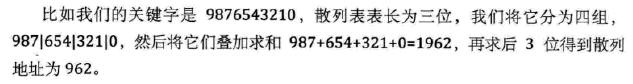 比如我们的关键字是 9876543210，散列表表长为三位，我们将它分为四组，
987|654|321|0，然后将它们叠加求和 987+654+321+0=1962，再求后 3 位得到散列
地址为 962。